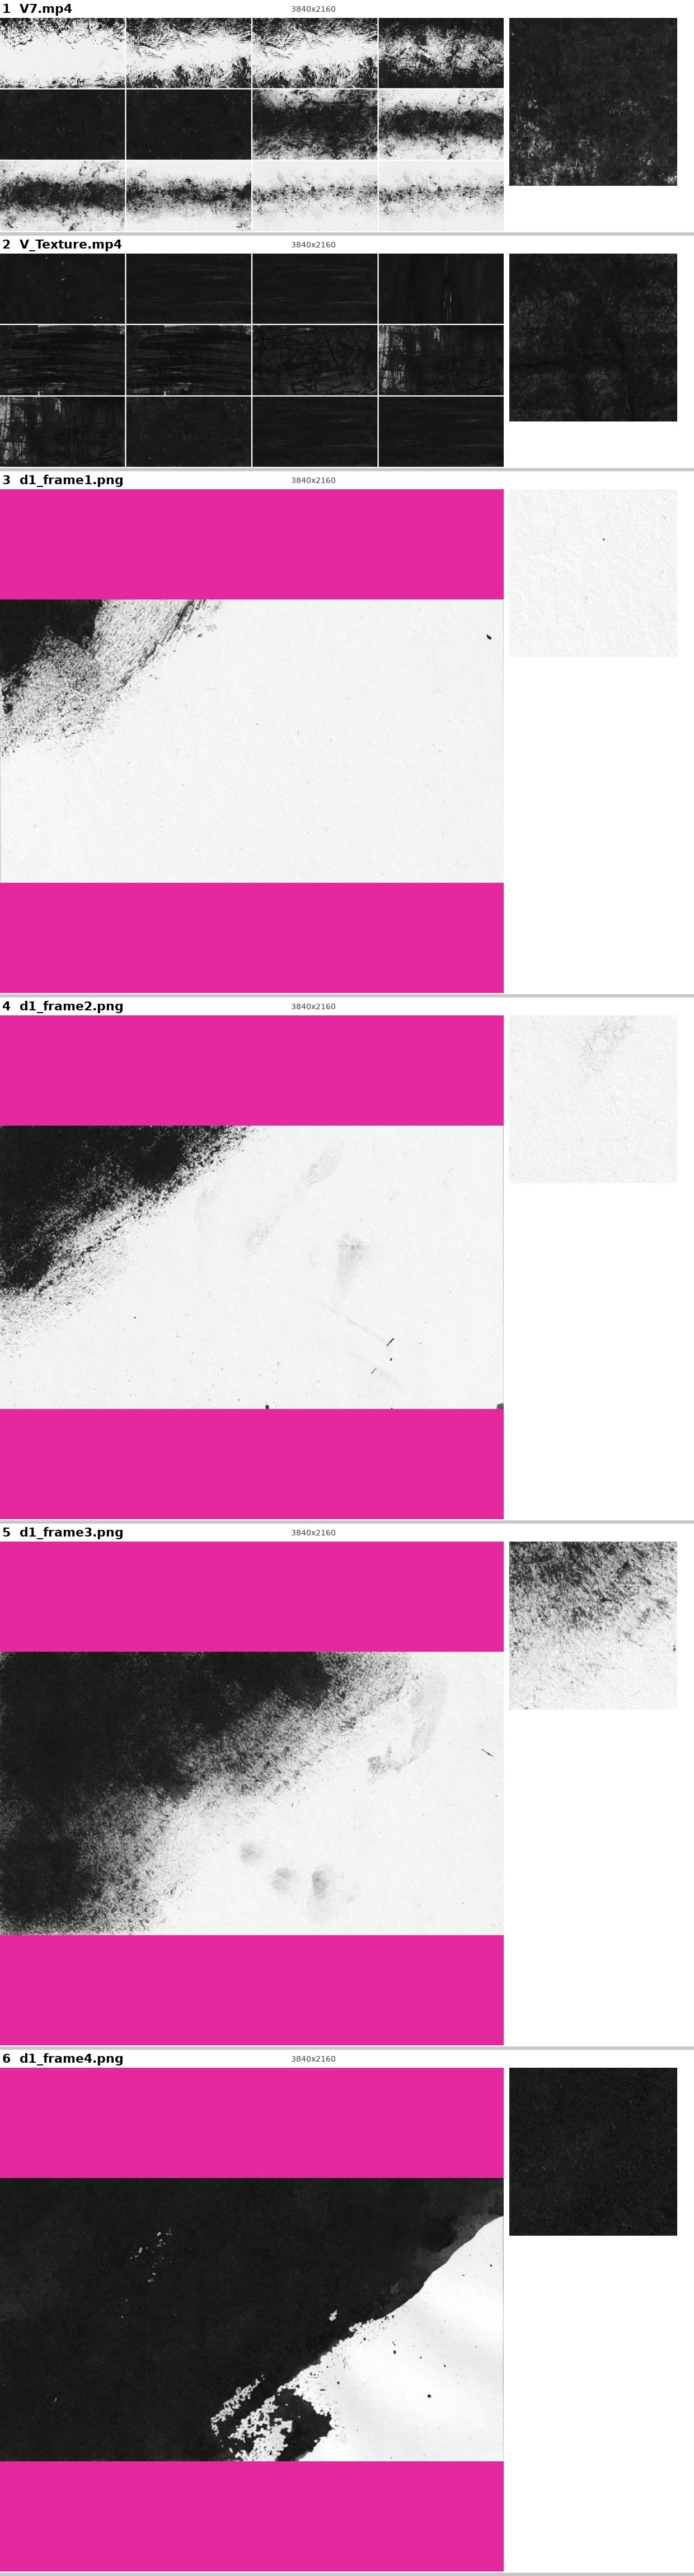 1 V7.mp4 3840x2160
2 V_Texture.mp4 3840x2160
3 d1_frame1.png 3840x2160
4 d1_frame2.png 3840x2160
5 d1_frame3.png 3840x2160
6 d1_frame4.png 3840x2160